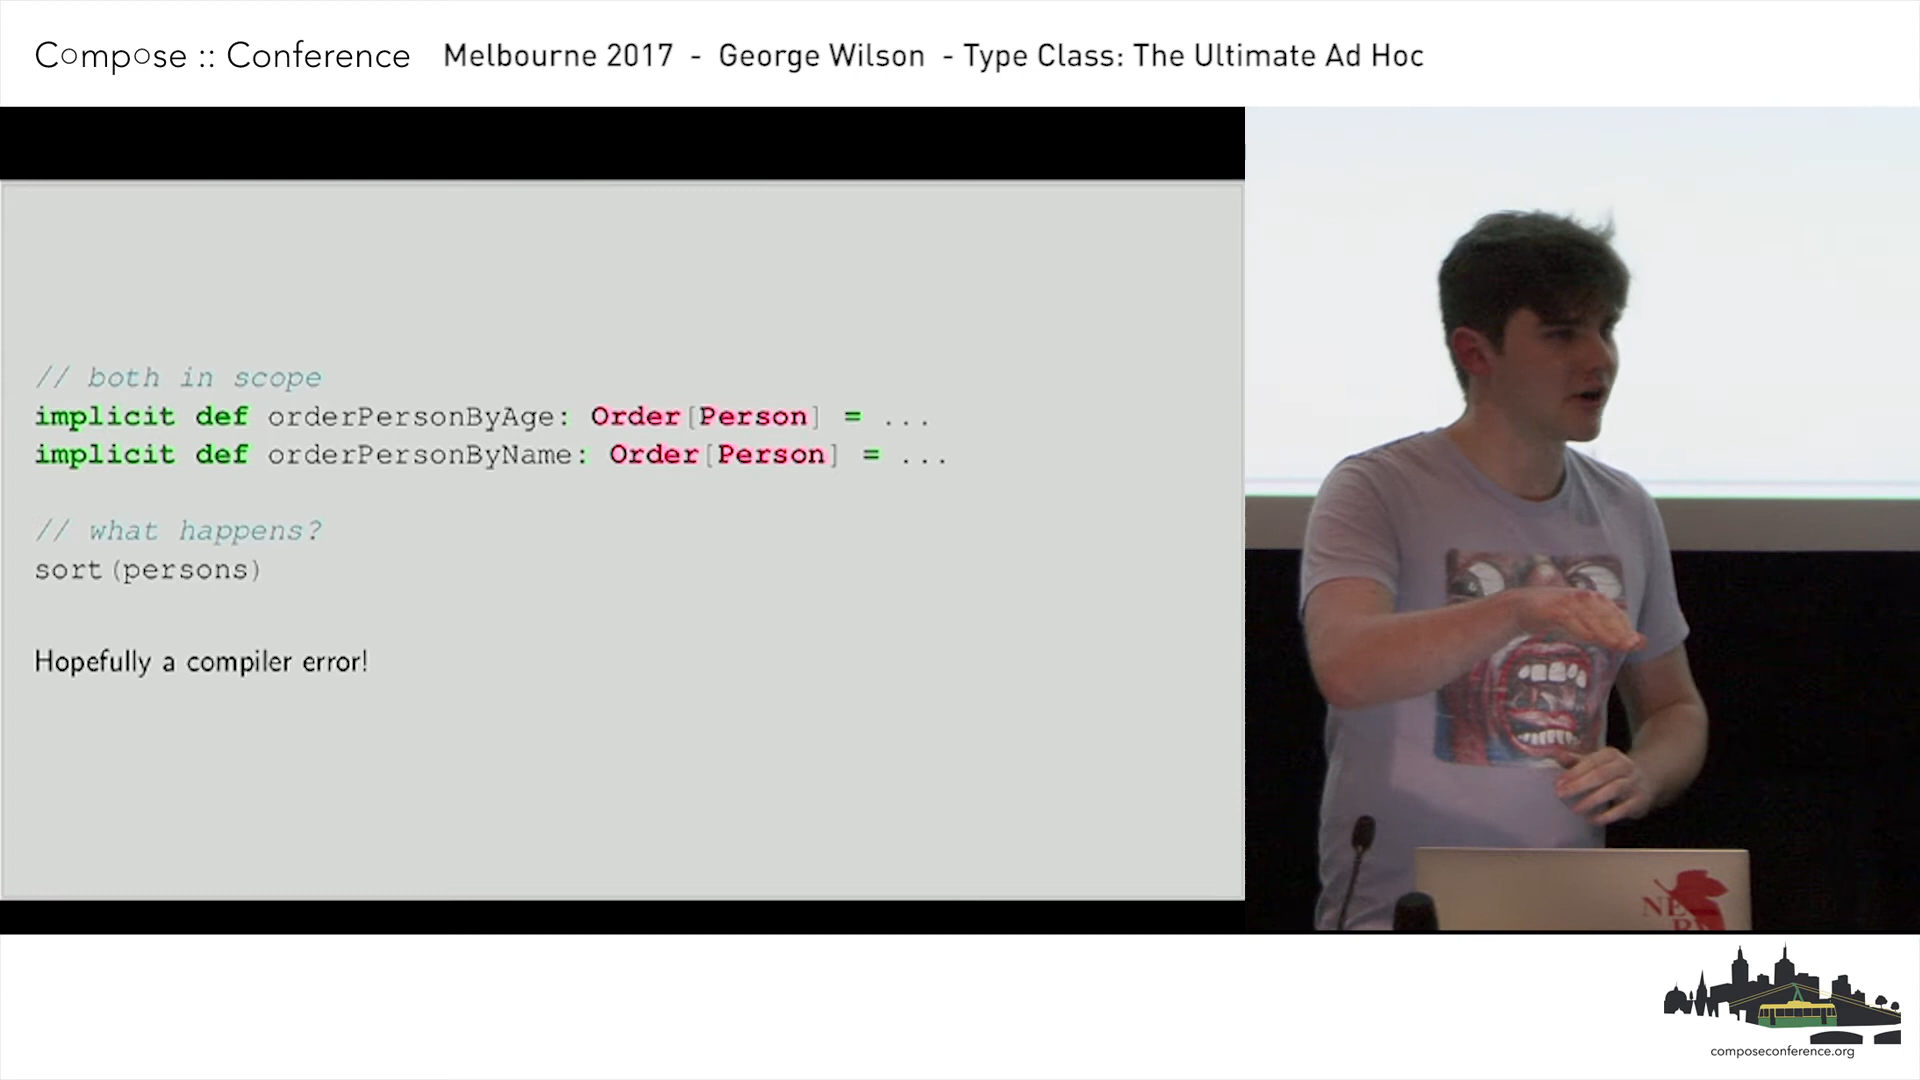 Compose :: Conference Melbourne 2017 - George Wilson - Type Class: The Ultimate Ad Hoc
// both in scope
implicit def orderPersonByAge: Order[Person] = ...
implicit def orderPersonByName: Order[Person] = ...
// what happens?
sort(persons)
Hopefully a compiler error!
composeconference.org